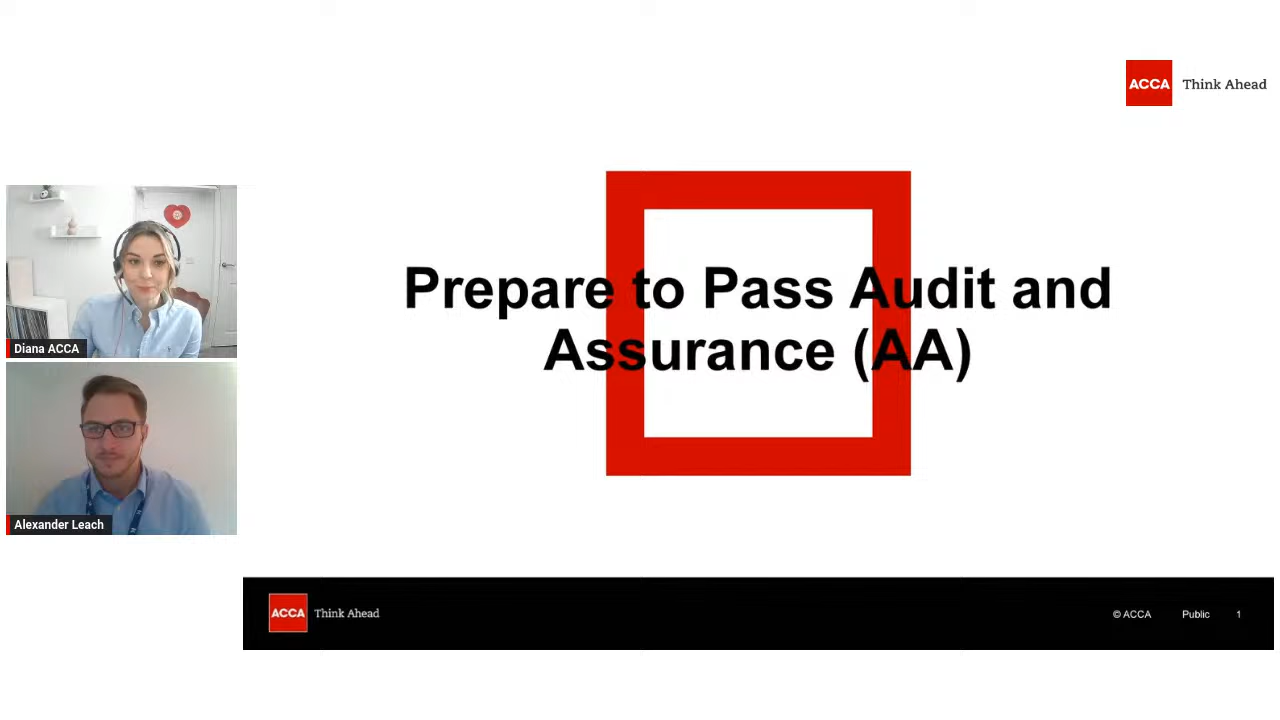 ACCA Think Ahead
Diana ACCA
Alexander Leach
Prepare to Pass Audit and
Assurance (AA)
ACCA Think Ahead
© ACCA Public 1